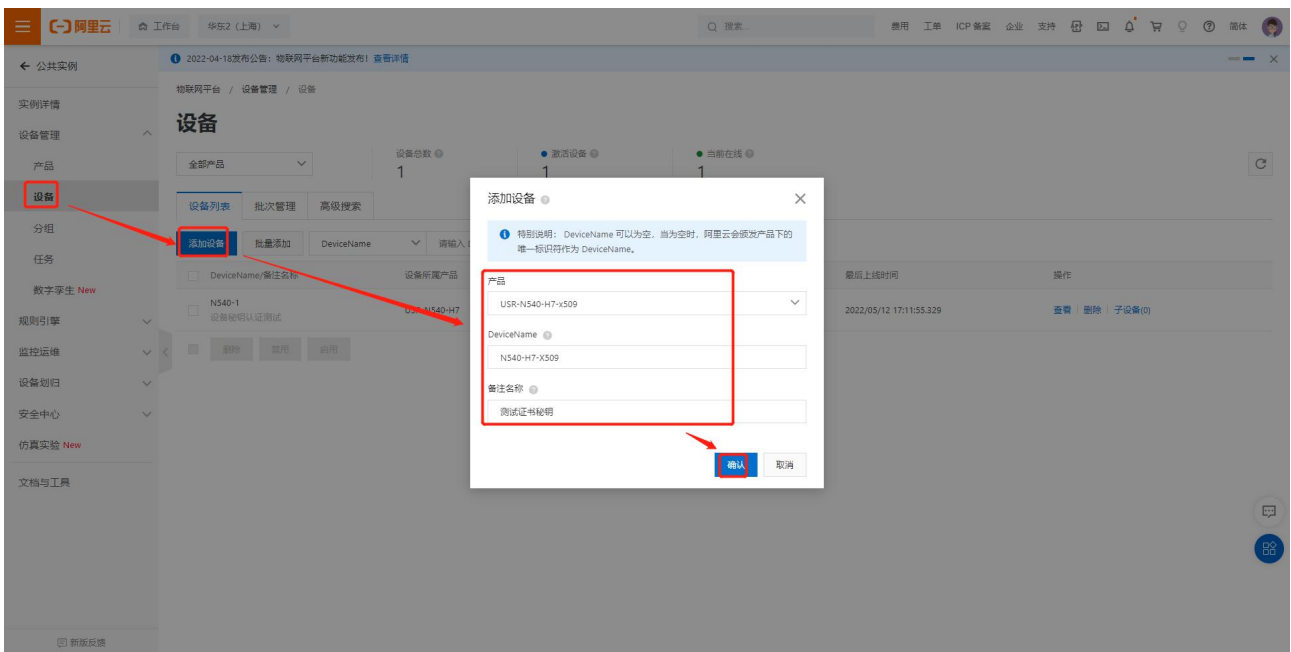 阿里云
工作台
华东2（上海）
搜索...
费用 工单 ICP 备案 企业 支持 简体
公共实例
2022-04-18发布公告：物联网平台新功能发布！查看详情
物联网平台 / 设备管理 / 设备
实例详情
设备管理
产品
设备
分组
任务
数字孪生 New
规则引擎
监控运维
设备划归
安全中心
仿真实验 New
文档与工具
新版反馈
设备
全部产品
设备总数
1
激活设备
1
当前在线
1
设备列表 批次管理 高级搜索
添加设备 批量添加 DeviceName 请输入
DeviceName/备注名称 设备所属产品 最后上线时间 操作
N540-1 USR-N540-H7 2022/05/12 17:11:55.329 查看 删除 子设备(0)
设备秘钥认证测试
删除 禁用 启用
添加设备
特别说明： DeviceName 可以为空，当为空时，阿里云会颁发产品下的
唯一标识符作为 DeviceName。
产品
USR-N540-H7-x509
DeviceName
N540-H7-X509
备注名称
测试证书秘钥
确认 取消